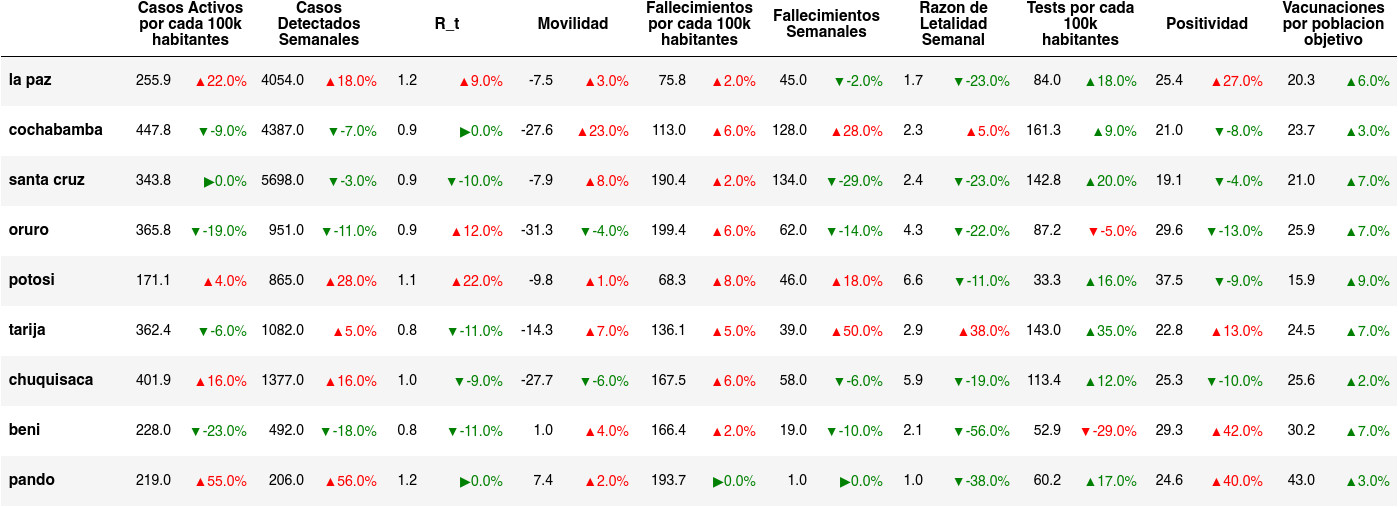 Casos Activos por cada 100k habitantes Casos Detectados Semanales R_t Movilidad Fallecimientos por cada 100k habitantes Fallecimientos Semanales Razon de Letalidad Semanal Tests por cada 100k habitantes Positividad Vacunaciones por poblacion objetivo
la paz 255.9 ▲22.0% 4054.0 ▲18.0% 1.2 ▲9.0% -7.5 ▲3.0% 75.8 ▲2.0% 45.0 ▼-2.0% 1.7 ▼-23.0% 84.0 ▲18.0% 25.4 ▲27.0% 20.3 ▲6.0%
cochabamba 447.8 ▼-9.0% 4387.0 ▼-7.0% 0.9 ▶0.0% -27.6 ▲23.0% 113.0 ▲6.0% 128.0 ▲28.0% 2.3 ▲5.0% 161.3 ▲9.0% 21.0 ▼-8.0% 23.7 ▲3.0%
santa cruz 343.8 ▶0.0% 5698.0 ▼-3.0% 0.9 ▼-10.0% -7.9 ▲8.0% 190.4 ▲2.0% 134.0 ▼-29.0% 2.4 ▼-23.0% 142.8 ▲20.0% 19.1 ▼-4.0% 21.0 ▲7.0%
oruro 365.8 ▼-19.0% 951.0 ▼-11.0% 0.9 ▲12.0% -31.3 ▼-4.0% 199.4 ▲6.0% 62.0 ▼-14.0% 4.3 ▼-22.0% 87.2 ▼-5.0% 29.6 ▼-13.0% 25.9 ▲7.0%
potosi 171.1 ▲4.0% 865.0 ▲28.0% 1.1 ▲22.0% -9.8 ▲1.0% 68.3 ▲8.0% 46.0 ▲18.0% 6.6 ▼-11.0% 33.3 ▲16.0% 37.5 ▼-9.0% 15.9 ▲9.0%
tarija 362.4 ▼-6.0% 1082.0 ▲5.0% 0.8 ▼-11.0% -14.3 ▲7.0% 136.1 ▲5.0% 39.0 ▲50.0% 2.9 ▲38.0% 143.0 ▲35.0% 22.8 ▲13.0% 24.5 ▲7.0%
chuquisaca 401.9 ▲16.0% 1377.0 ▲16.0% 1.0 ▼-9.0% -27.7 ▼-6.0% 167.5 ▲6.0% 58.0 ▼-6.0% 5.9 ▼-19.0% 113.4 ▲12.0% 25.3 ▼-10.0% 25.6 ▲2.0%
beni 228.0 ▼-23.0% 492.0 ▼-18.0% 0.8 ▼-11.0% 1.0 ▲4.0% 166.4 ▲2.0% 19.0 ▼-10.0% 2.1 ▼-56.0% 52.9 ▼-29.0% 29.3 ▲42.0% 30.2 ▲7.0%
pando 219.0 ▲55.0% 206.0 ▲56.0% 1.2 ▶0.0% 7.4 ▲2.0% 193.7 ▶0.0% 1.0 ▶0.0% 1.0 ▼-38.0% 60.2 ▲17.0% 24.6 ▲40.0% 43.0 ▲3.0%